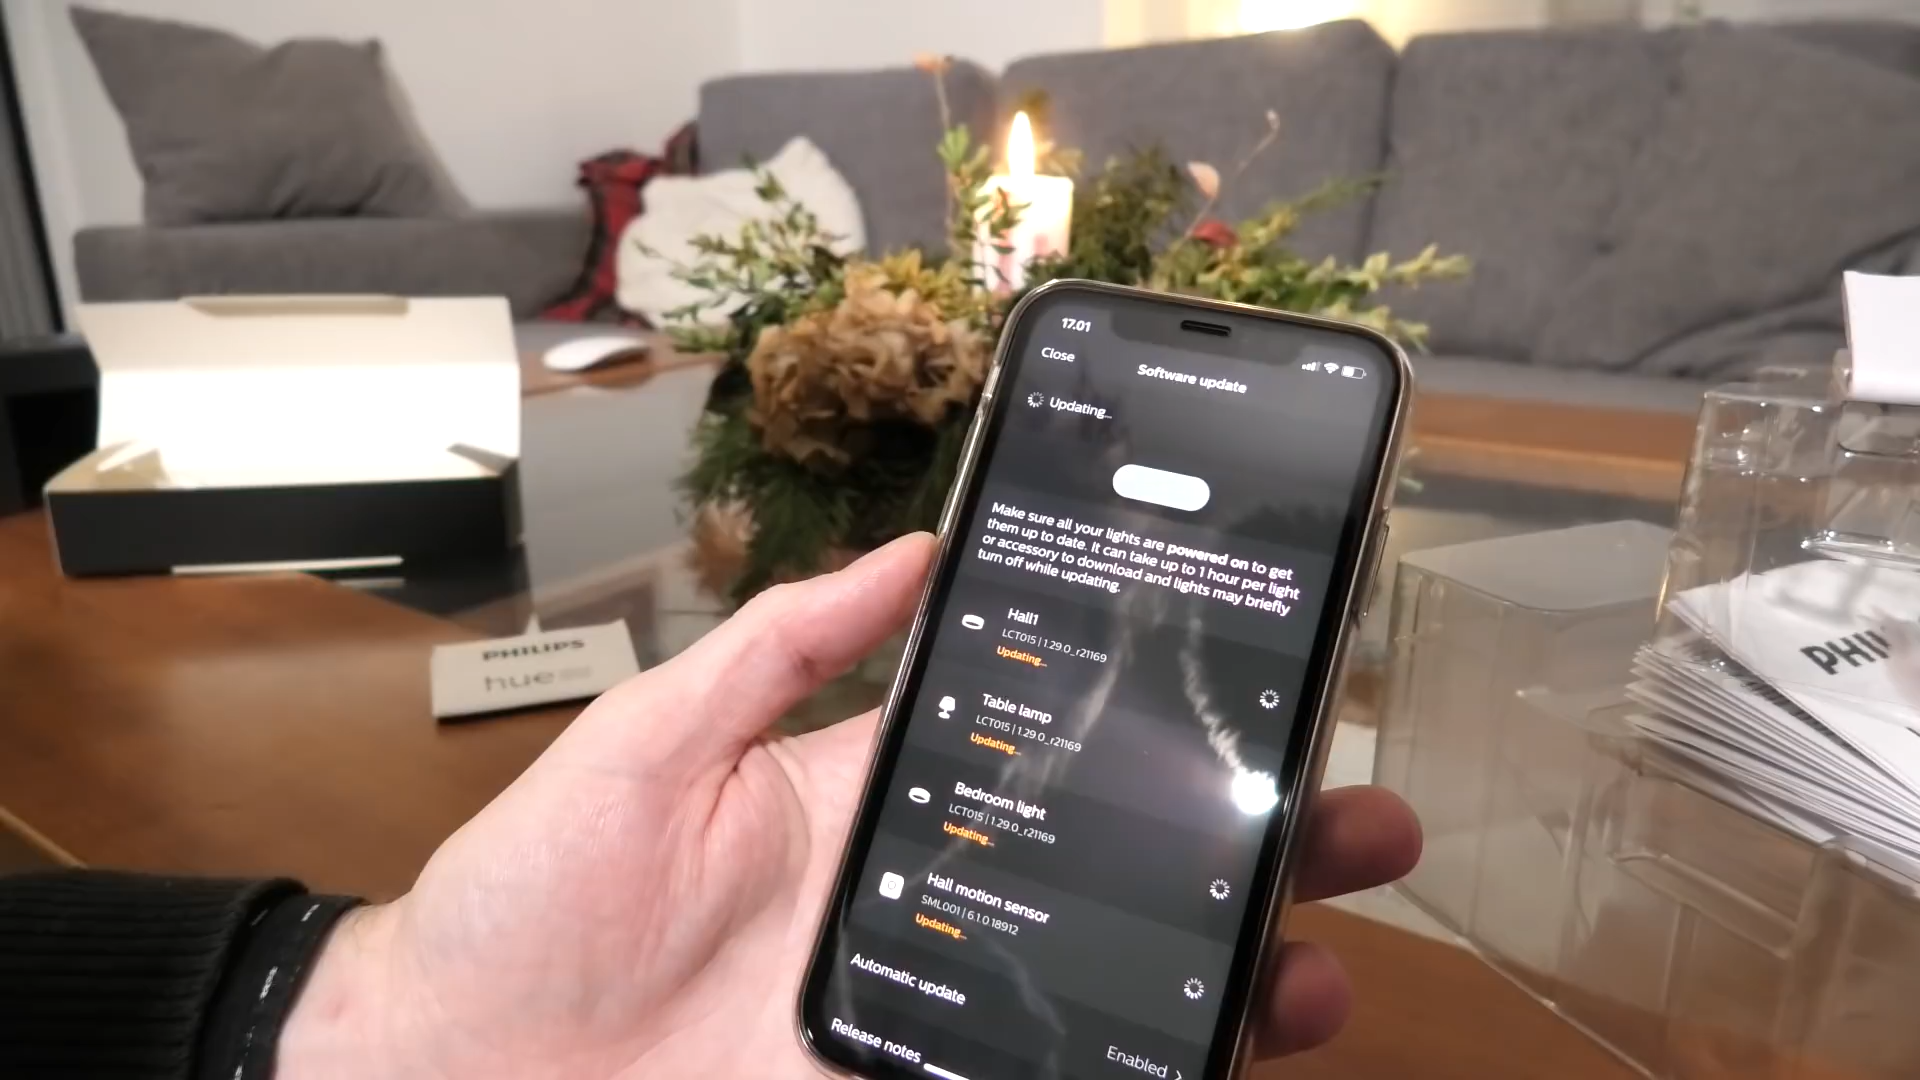 17.01
Close
Software update
Updating...
Make sure all your lights are powered on to get
them up to date. It can take up to 1 hour per light
or accessory to download and lights may briefly
turn off while updating.
Hall1
LCT015 | 1.29.0_r21169
Updating...
Table lamp
LCT015 | 1.29.0_r21169
Updating...
Bedroom light
LCT015 | 1.29.0_r21169
Updating...
Hall motion sensor
SML001 | 6.1.0.18912
Updating...
Automatic update
Enabled
Release notes
PHILIPS
hue
PHI